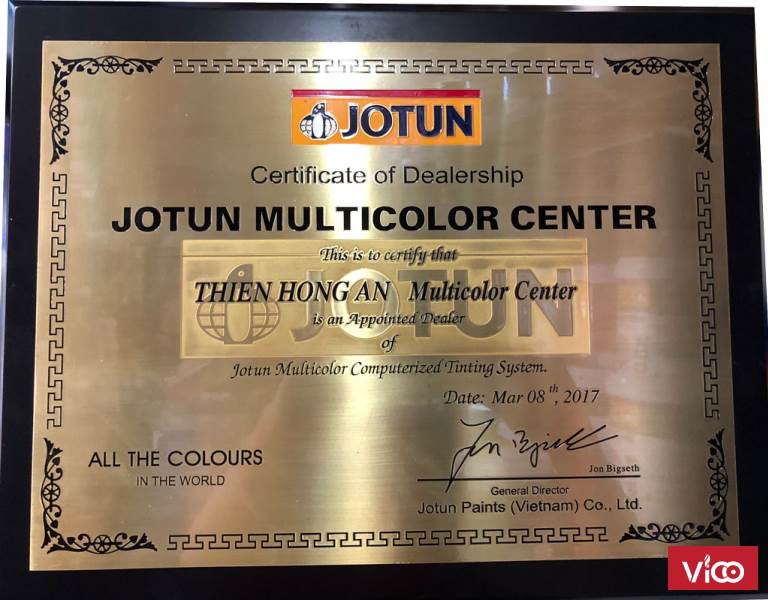 JOTUN
Certificate of Dealership
JOTUN MULTICOLOR CENTER
This is to certify that
THIEN HONG AN Multicolor Center
JOTUN
is an Appointed Dealer
of
Jotun Multicolor Computerized Tinting System.
Date: Mar 08th, 2017
ALL THE COLOURS
IN THE WORLD
Jon Bigseth
General Director
Jotun Paints (Vietnam) Co., Ltd.
Vico